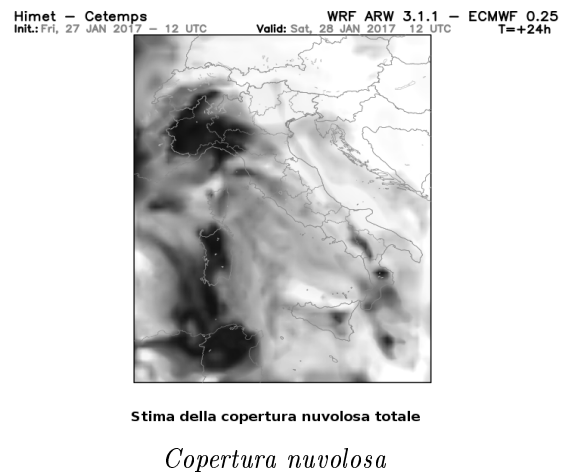 Himet – Cetemps WRF ARW 3.1.1 – ECMWF 0.25
Init.: Fri, 27 JAN 2017 – 12 UTC Valid: Sat, 28 JAN 2017 12 UTC T=+24h
Stima della copertura nuvolosa totale
Copertura nuvolosa